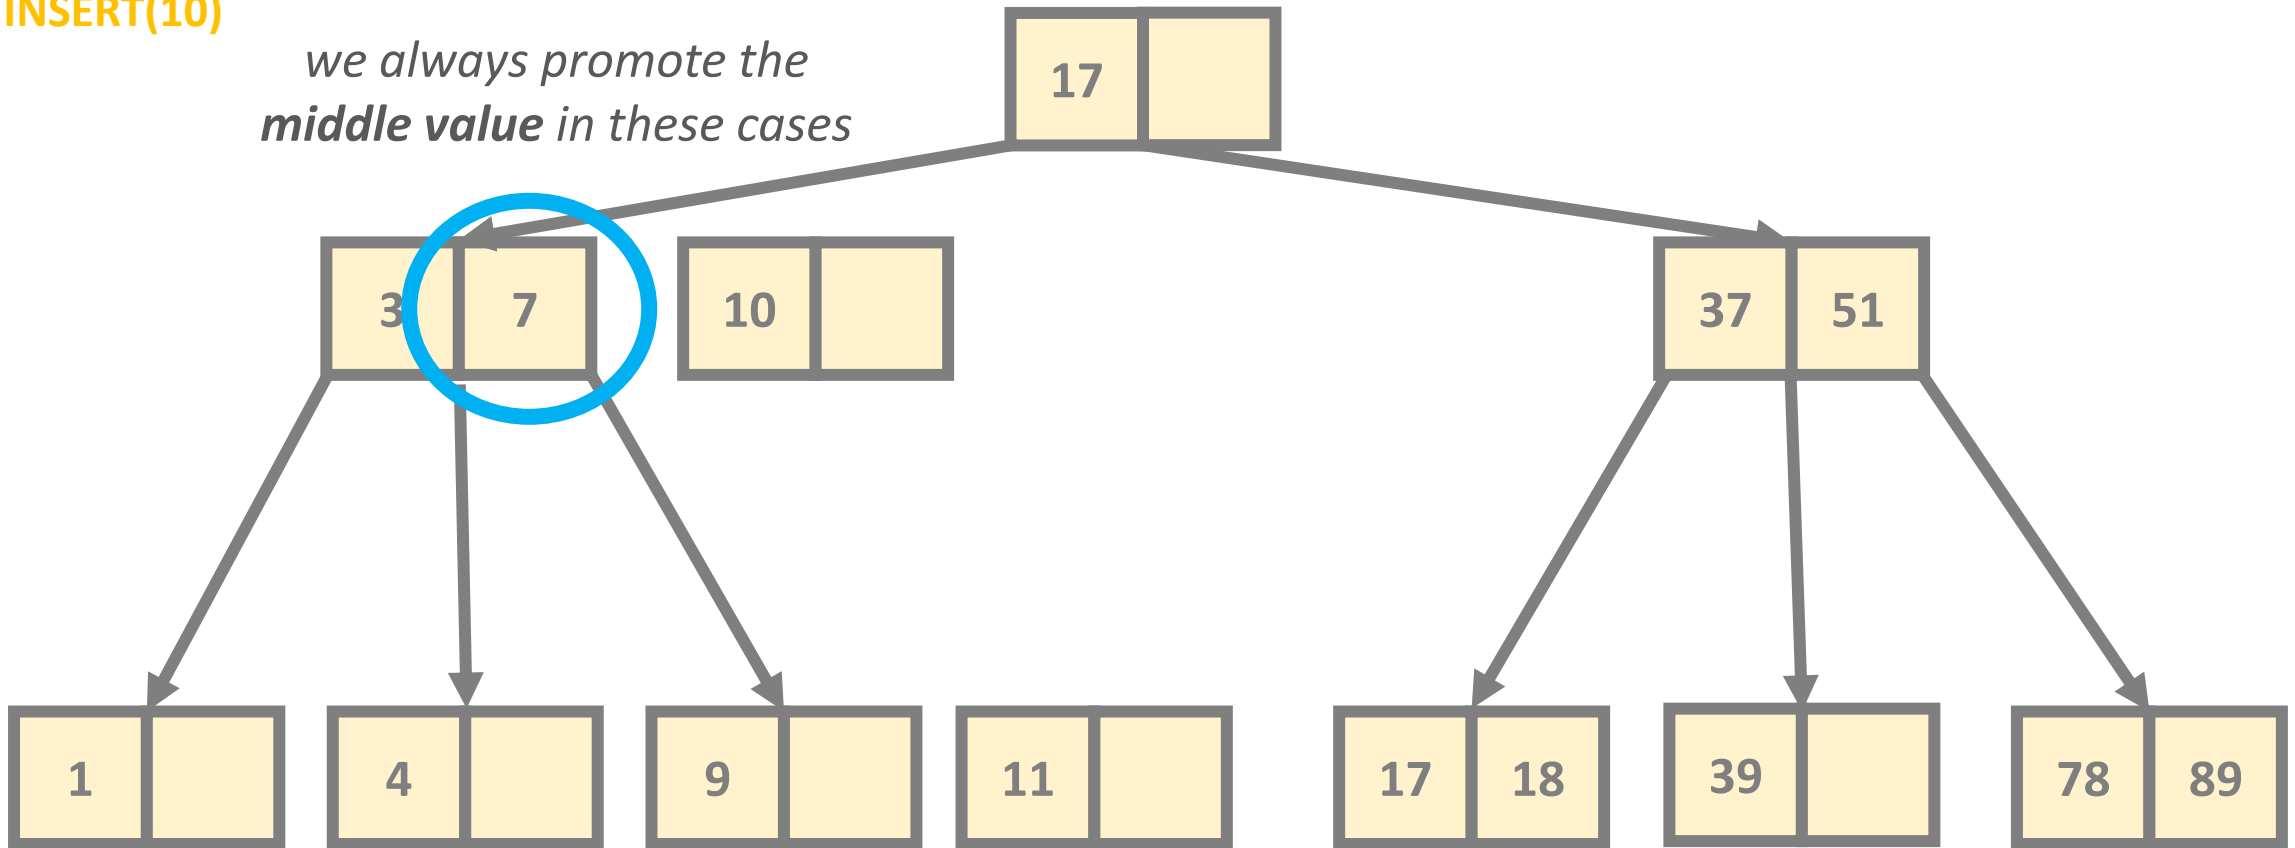 INSERT(10)
we always promote the
middle value in these cases
17
3 7 10 37 51
1 4 9 11 17 18 39 78 89